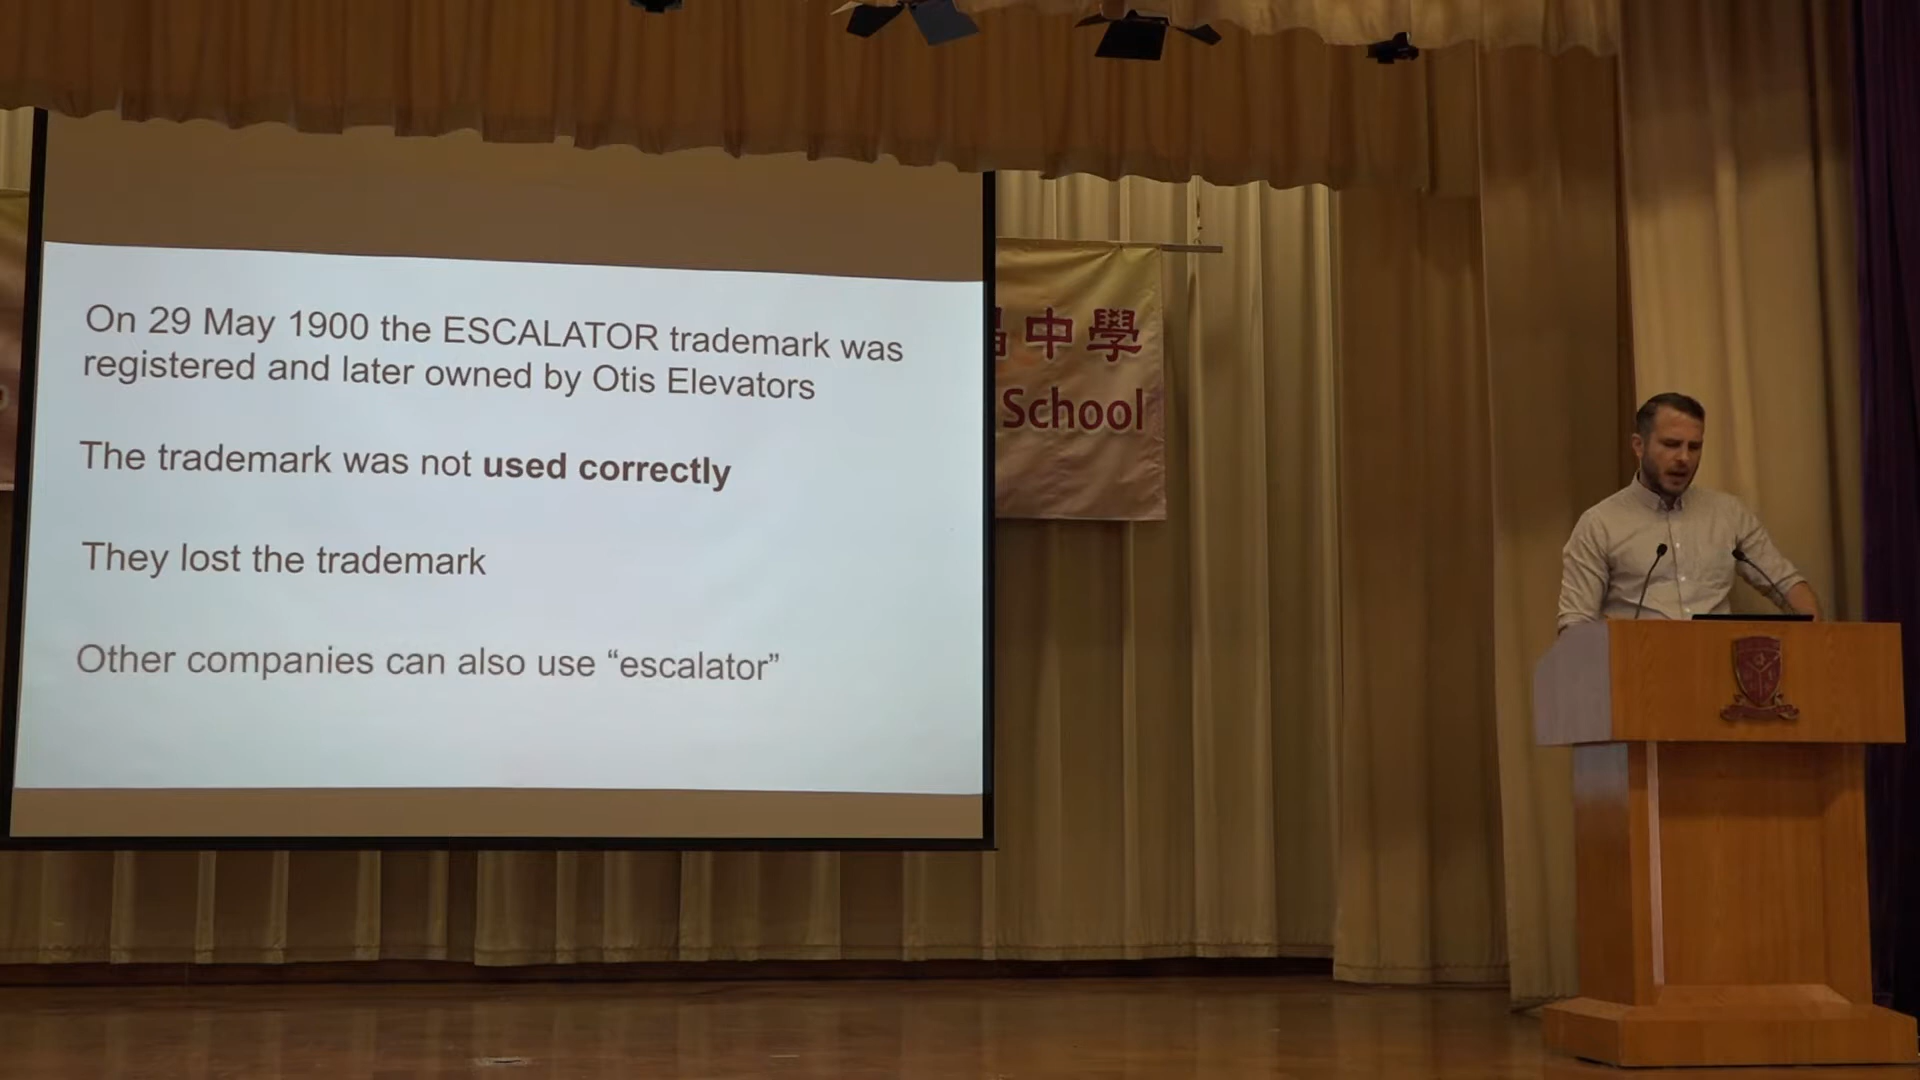 On 29 May 1900 the ESCALATOR trademark was
registered and later owned by Otis Elevators
The trademark was not used correctly
They lost the trademark
Other companies can also use “escalator”
中學
School